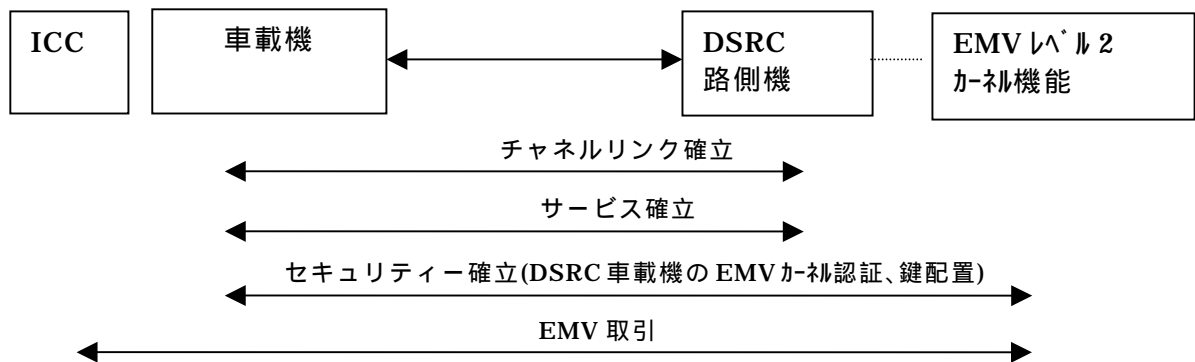 ICC
車載機
DSRC
路側機
EMV ﾚﾍﾞﾙ 2
ｶｰﾈﾙ機能
チャネルリンク確立
サービス確立
セキュリティー確立(DSRC 車載機の EMV ｶｰﾈﾙ認証、鍵配置)
EMV 取引